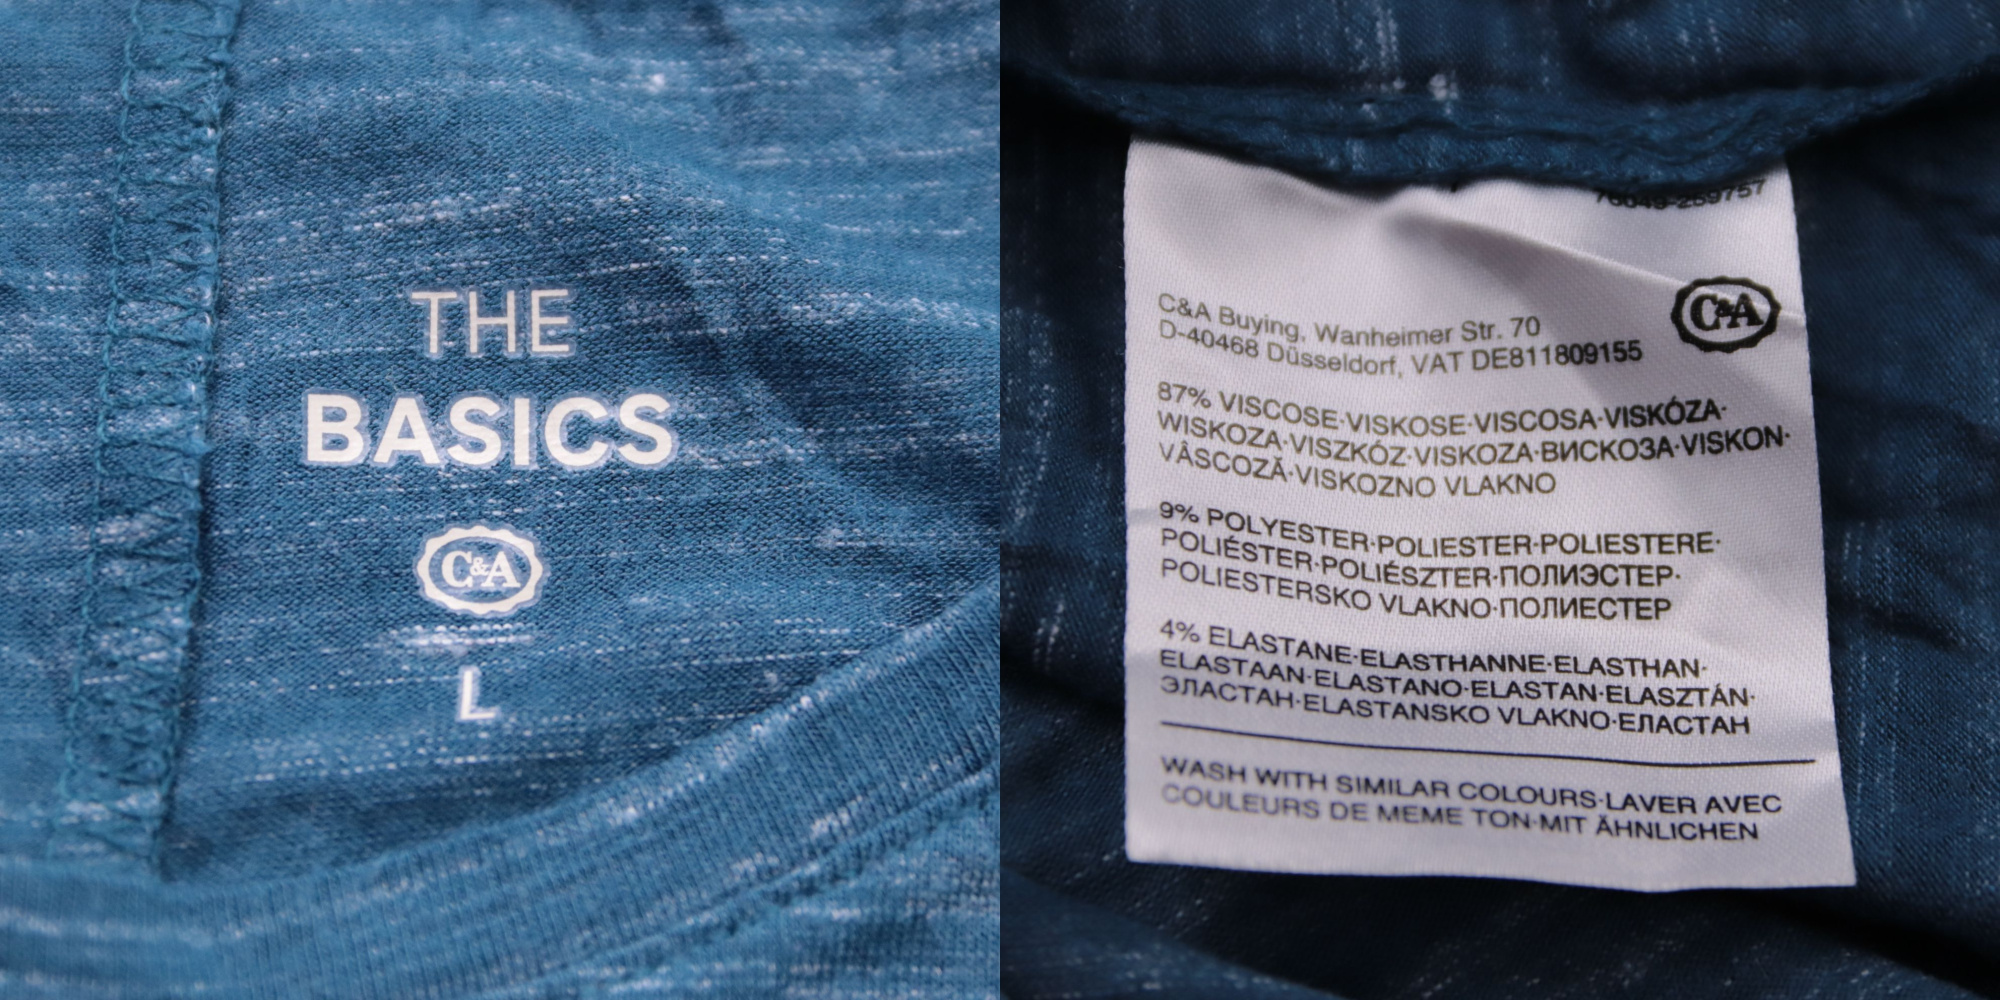 THE
BASICS
C&A
L
C&A Buying, Wanheimer Str. 70
D-40468 Düsseldorf, VAT DE811809155
C&A
87% VISCOSE·VISKOSE·VISCOSA·VISKÓZA·
WISKOZA·VISZKÓZ·VISKOZA·ВИСКОЗА·VISKON·
VÂSCOZĂ·VISKOZNO VLAKNO
9% POLYESTER·POLIESTER·POLIESTERE·
POLIÉSTER·POLIÉSZTER·ПОЛИЭСТЕР·
POLIESTERSKO VLAKNO·ПОЛИЕСТЕР
4% ELASTANE·ELASTHANNE·ELASTHAN·
ELASTAAN·ELASTANO·ELASTAN·ELASZTÁN·
ЭЛАСТАН·ELASTANSKO VLAKNO·ЕЛАСТАН
WASH WITH SIMILAR COLOURS·LAVER AVEC
COULEURS DE MEME TON·MIT ÄHNLICHEN